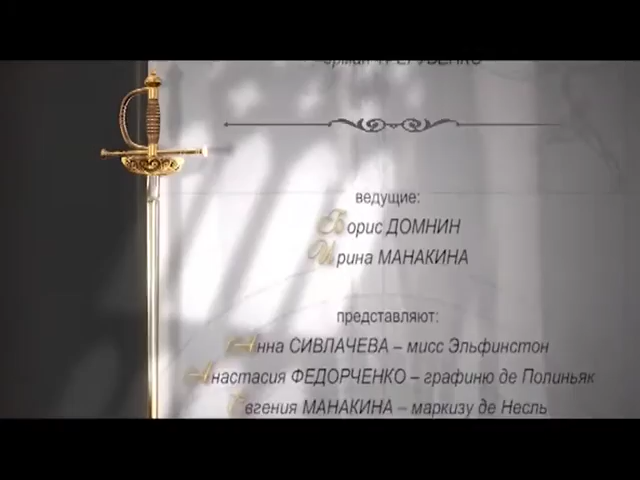 ведущие:
Борис ДОМНИН
Ирина МАНАКИНА
представляют:
Анна СИВЛАЧЕВА – мисс Эльфинстон
Анастасия ФЕДОРЧЕНКО – графиню де Полиньяк
Евгения МАНАКИНА – маркизу де Несль